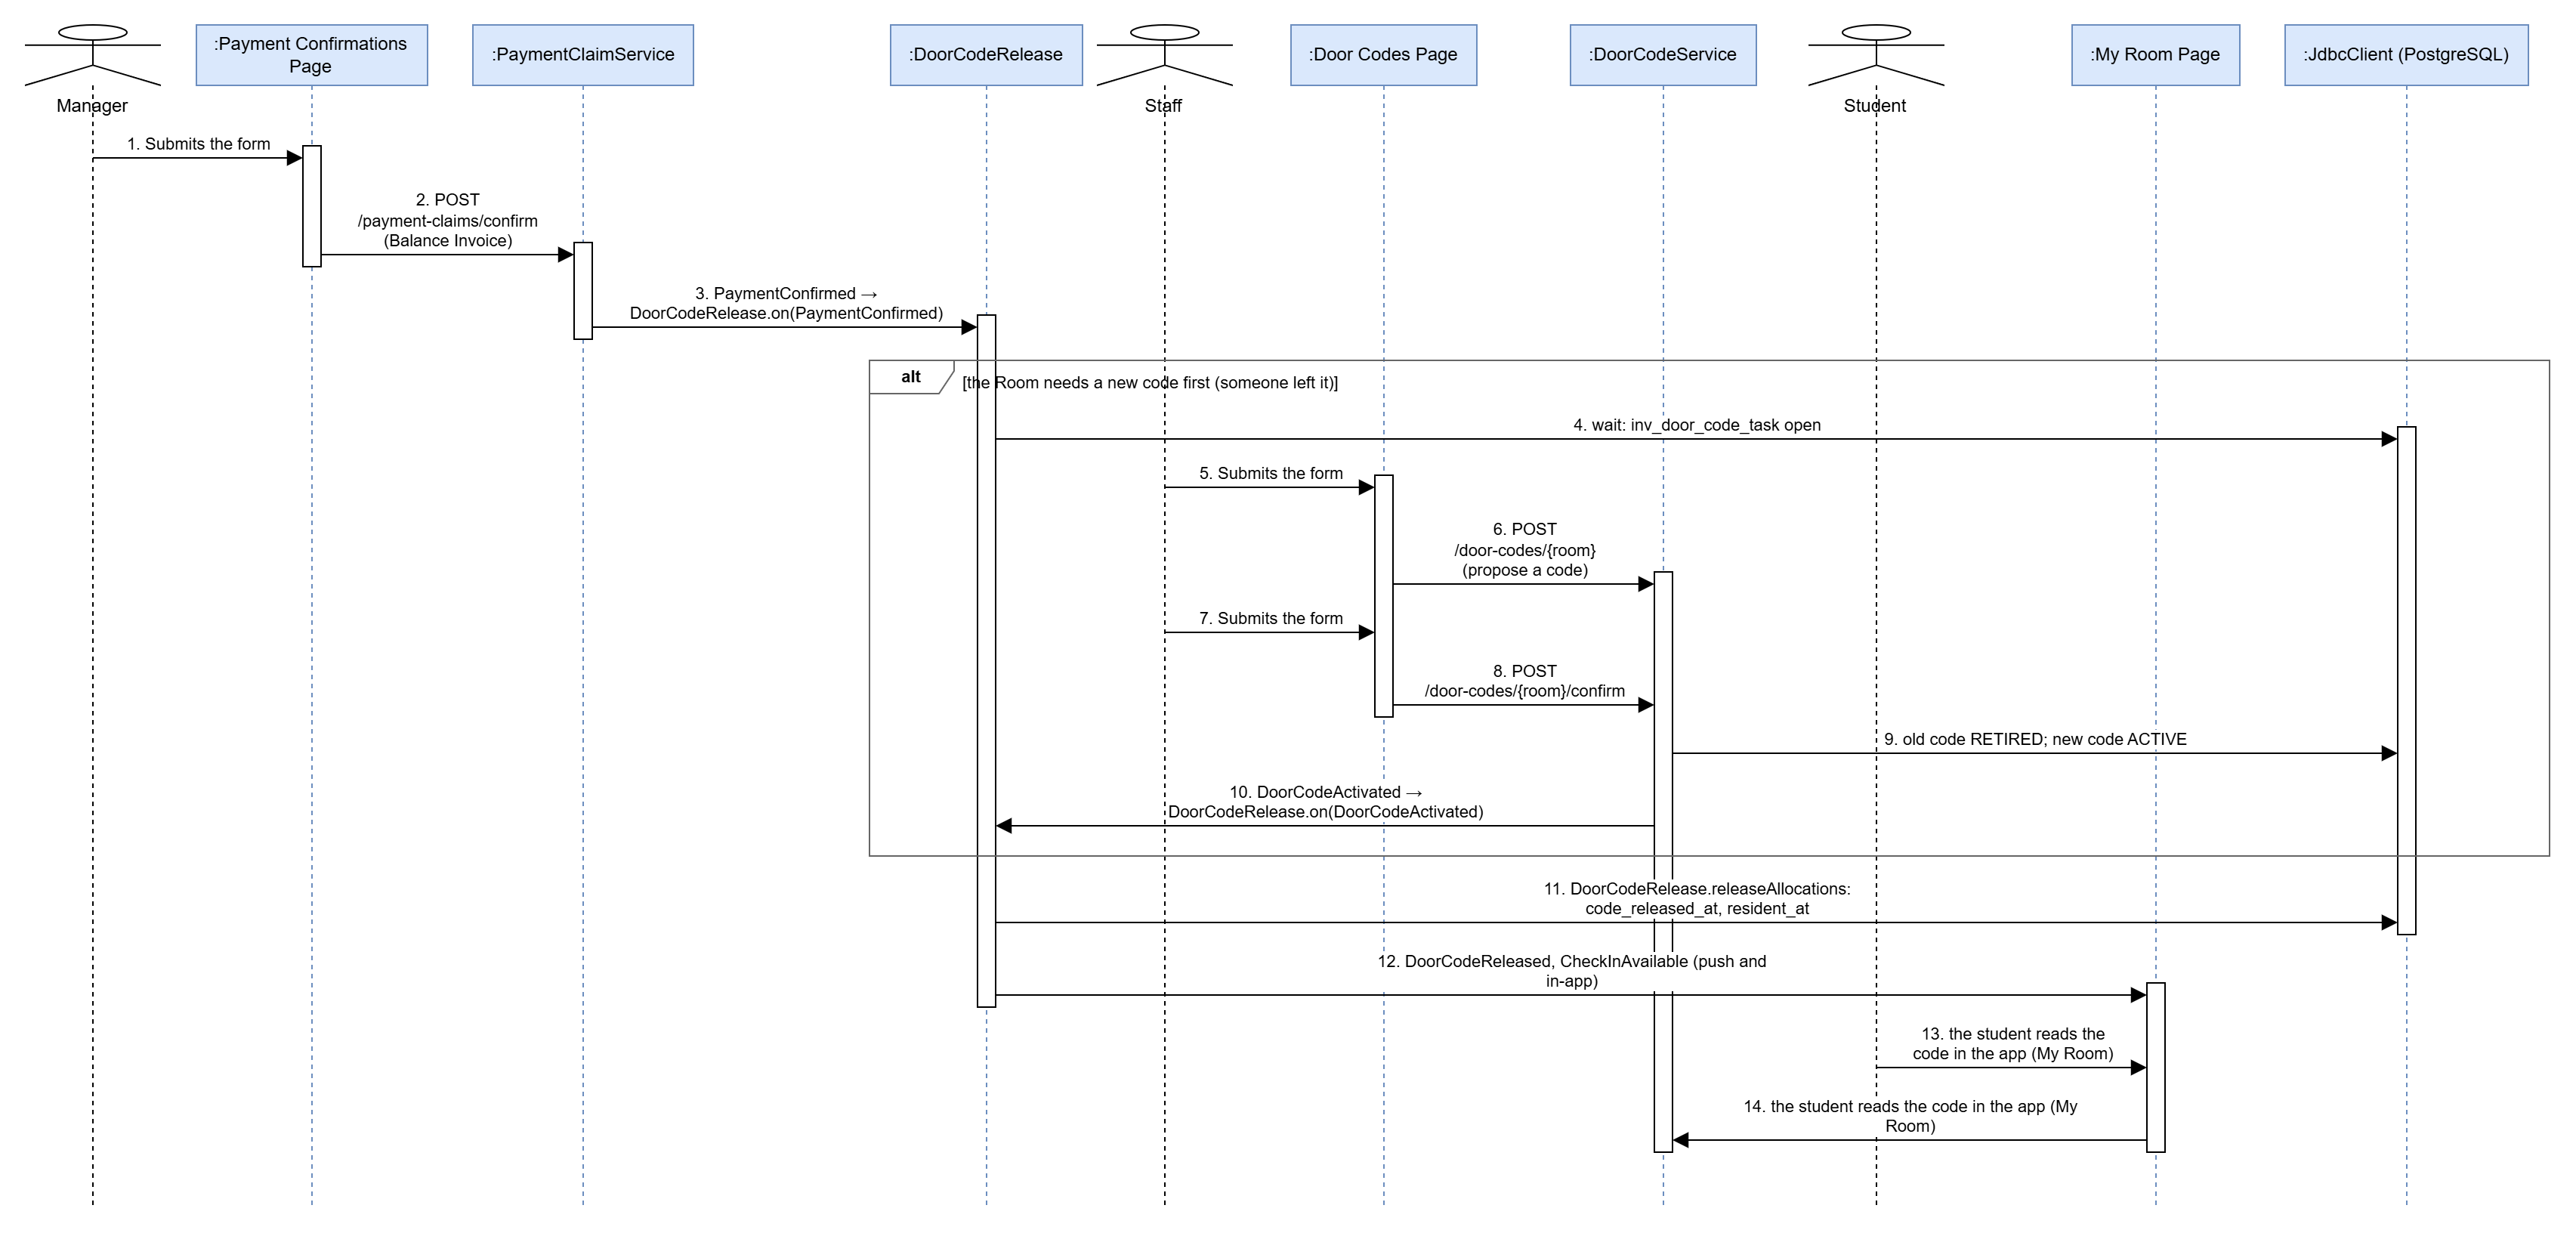 :Payment Confirmations
Page
:PaymentClaimService
:DoorCodeRelease
:Door Codes Page
:DoorCodeService
:My Room Page
:JdbcClient (PostgreSQL)
Manager
Staff
Student
1. Submits the form
2. POST
/payment-claims/confirm
(Balance Invoice)
3. PaymentConfirmed →
DoorCodeRelease.on(PaymentConfirmed)
alt
[the Room needs a new code first (someone left it)]
4. wait: inv_door_code_task open
5. Submits the form
6. POST
/door-codes/{room}
(propose a code)
7. Submits the form
8. POST
/door-codes/{room}/confirm
9. old code RETIRED; new code ACTIVE
10. DoorCodeActivated →
DoorCodeRelease.on(DoorCodeActivated)
11. DoorCodeRelease.releaseAllocations:
code_released_at, resident_at
12. DoorCodeReleased, CheckInAvailable (push and
in-app)
13. the student reads the
code in the app (My Room)
14. the student reads the code in the app (My
Room)